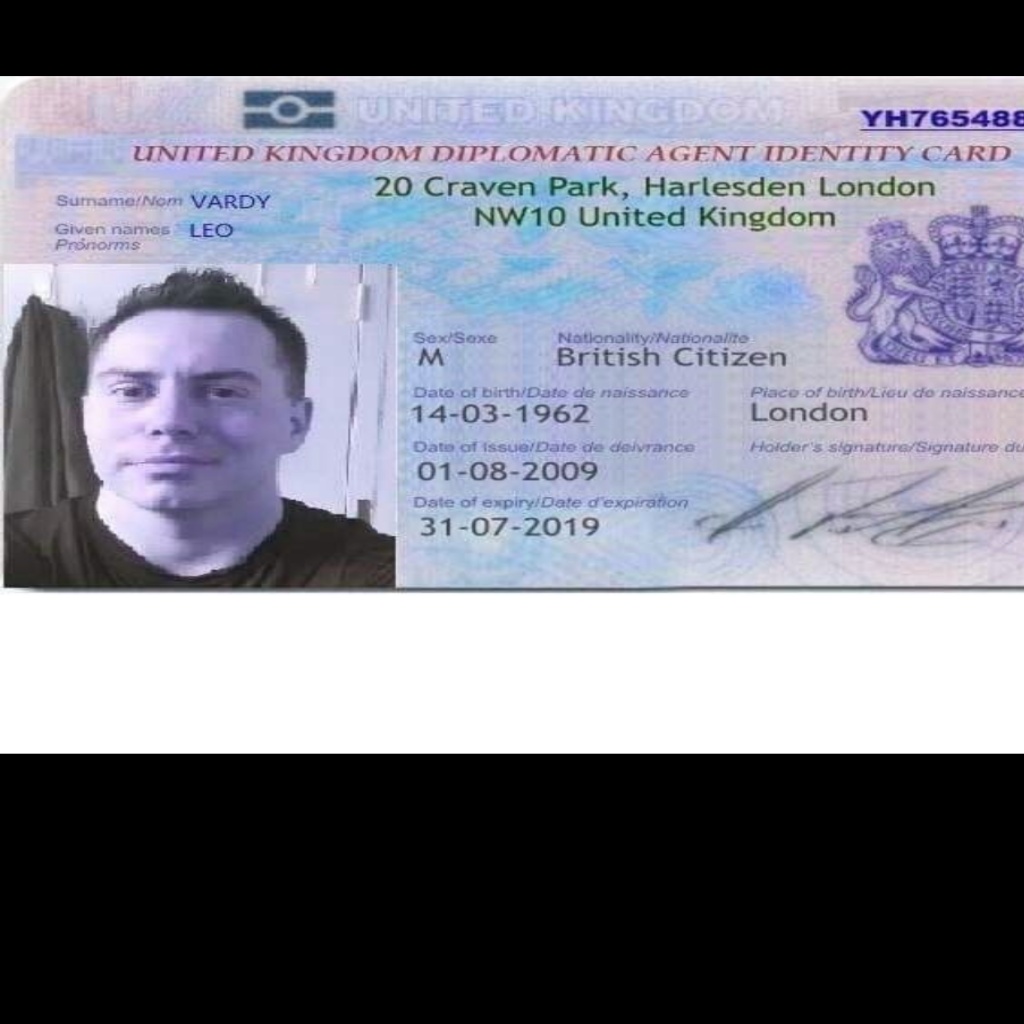 UNITED KINGDOM
YH765488
UNITED KINGDOM DIPLOMATIC AGENT IDENTITY CARD
Surname/Nom VARDY
20 Craven Park, Harlesden London
NW10 United Kingdom
Given names LEO
Prénorms
Sex/Sexe
Nationality/Nationalite
M
British Citizen
Date of birth/Date de naissance
Place of birth/Lieu de naissance
14-03-1962
London
Date of issue/Date de deivrance
Holder's signature/Signature du
01-08-2009
Date of expiry/Date d'expiration
31-07-2019